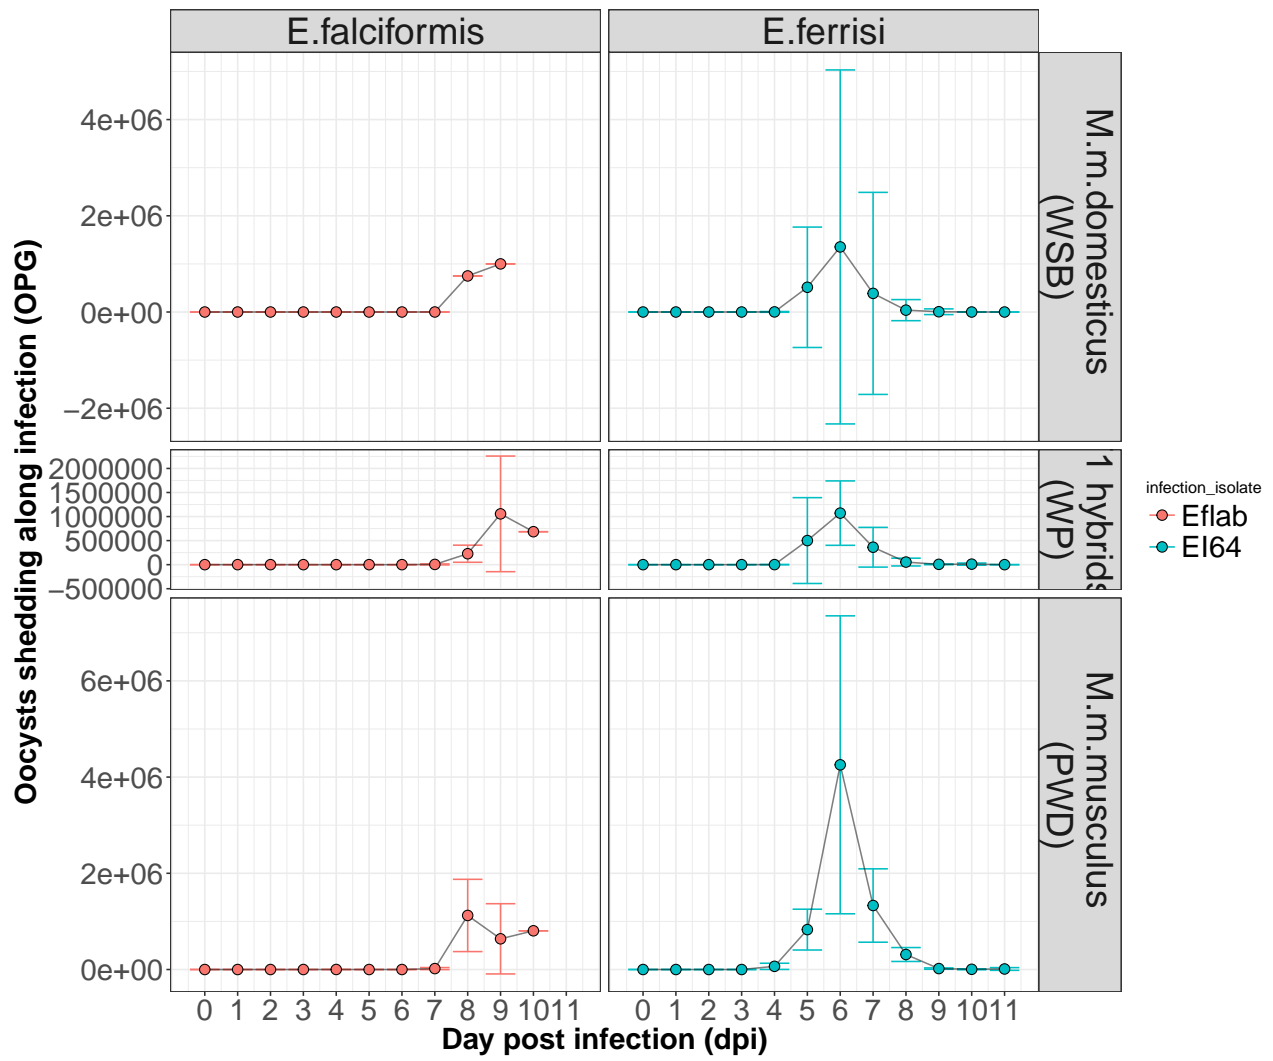 E.falciformis
E.ferrisi
Oocysts shedding along infection (OPG)
4e+06
2e+06
0e+00
−2e+06
M.m.domesticus
(WSB)
2000000
1500000
1000000
500000
0
−500000
1 hybrids
(WP)
6e+06
4e+06
2e+06
0e+00
M.m.musculus
(PWD)
0 1 2 3 4 5 6 7 8 9 10 11
0 1 2 3 4 5 6 7 8 9 10 11
Day post infection (dpi)
infection_isolate
Eflab
EI64